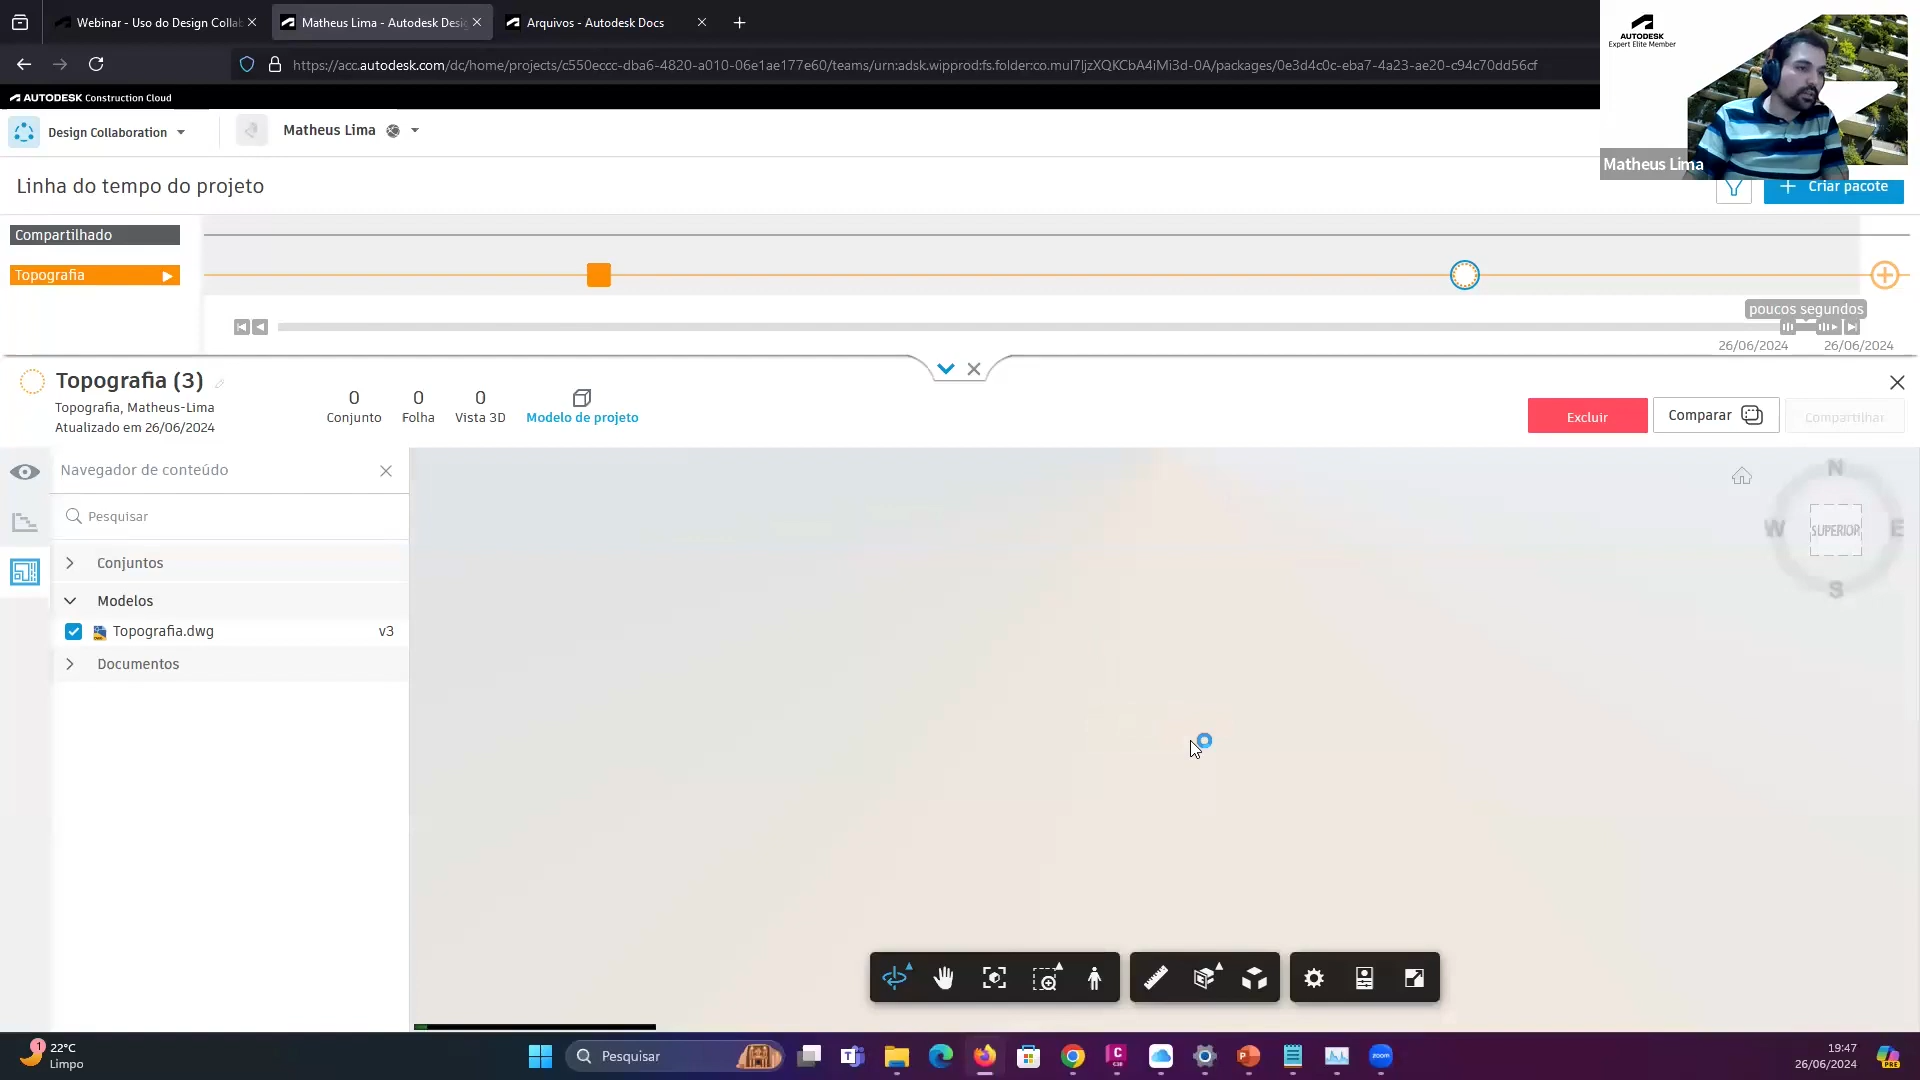 Webinar - Uso do Design Collab
Matheus Lima - Autodesk Desi
Arquivos - Autodesk Docs
https://acc.autodesk.com/dc/home/projects/c550eccc-dba6-4820-a010-06e1ae177e60/teams/urn:adsk.wipprod:fs.folder:co.mul7ljzXQKCbA4iMi3d-0A/packages/0e3d4c0c-eba7-4a23-ae20-c94c70dd56cf
AUTODESK
Expert Elite Member
AUTODESK Construction Cloud
Design Collaboration
Matheus Lima
Matheus Lima
Linha do tempo do projeto
Criar pacote
Compartilhado
Topografia
poucos segundos
26/06/2024
26/06/2024
Topografia (3)
Topografia, Matheus-Lima
Atualizado em 26/06/2024
0
Conjunto
0
Folha
0
Vista 3D
Modelo de projeto
Excluir
Comparar
Compartilhar
Navegador de conteúdo
Pesquisar
Conjuntos
Modelos
Topografia.dwg
v3
Documentos
N
W
SUPERIOR
E
S
1
22°C
Limpo
Pesquisar
zoom
19:47
26/06/2024
PRE